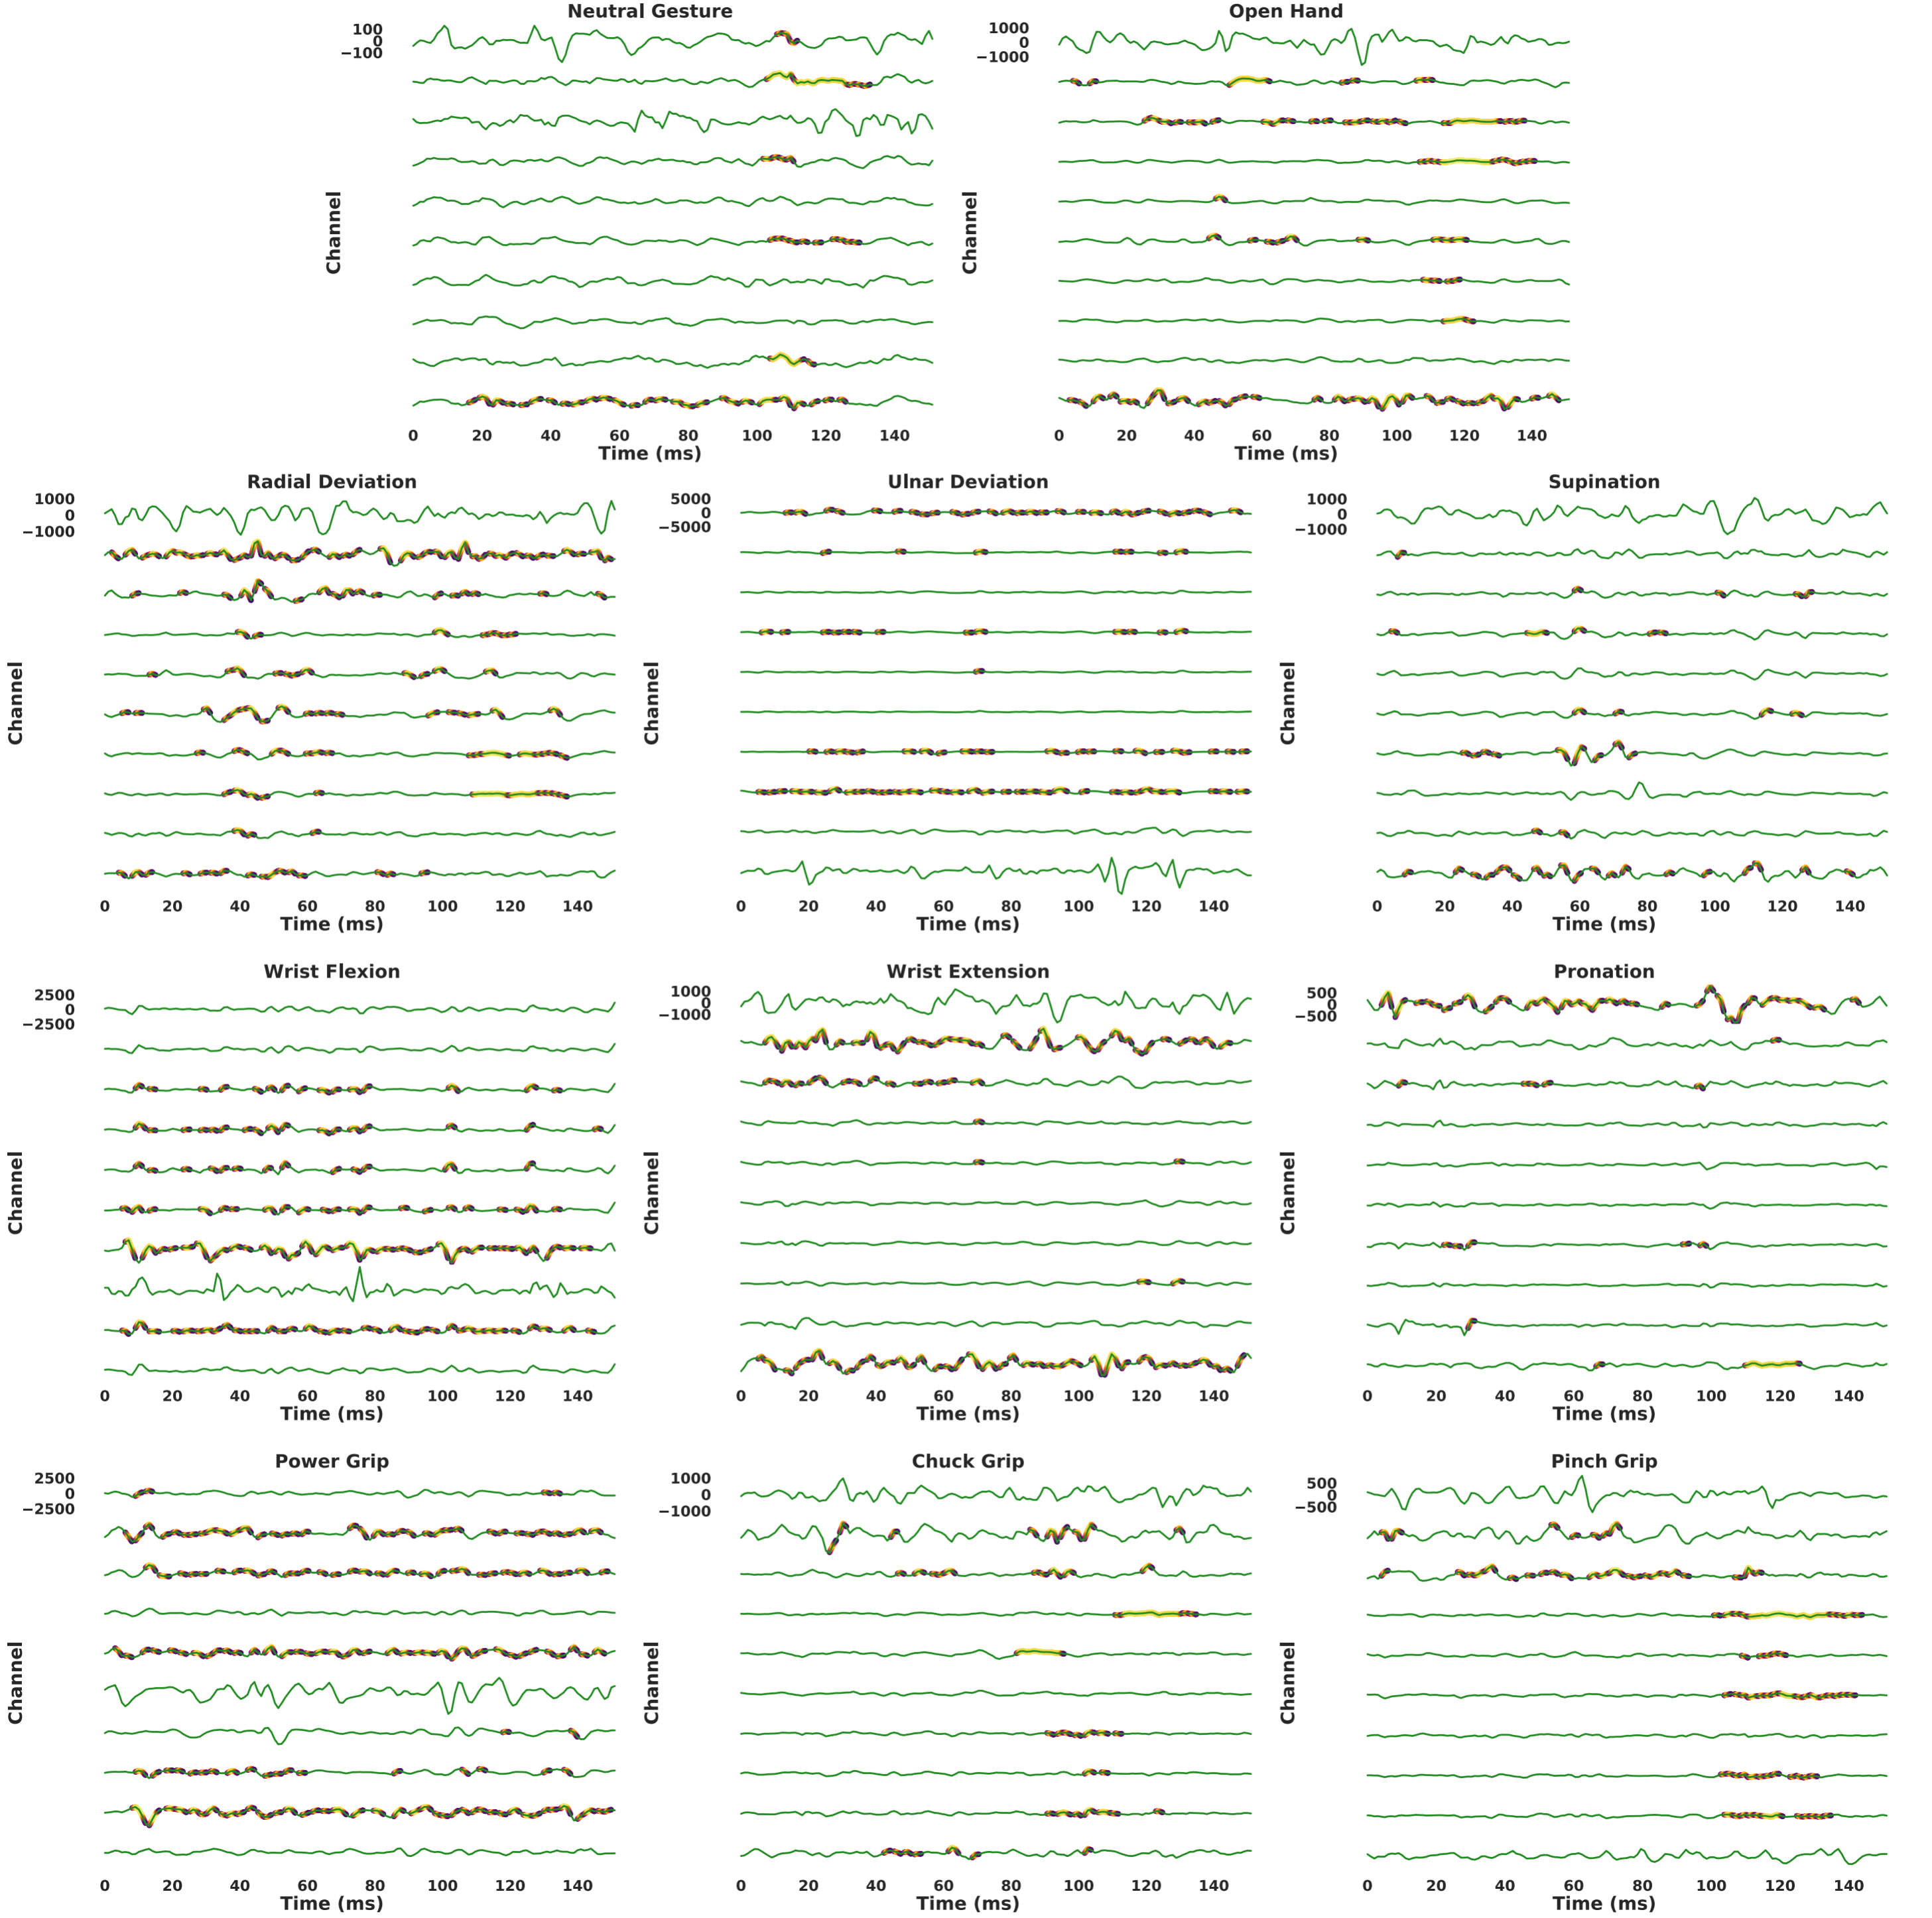 Neutral Gesture
100
0
−100
Channel
0 20 40 60 80 100 120 140
Time (ms)
Open Hand
1000
0
−1000
Channel
0 20 40 60 80 100 120 140
Time (ms)
Radial Deviation
1000
0
−1000
Channel
0 20 40 60 80 100 120 140
Time (ms)
Ulnar Deviation
5000
0
−5000
Channel
0 20 40 60 80 100 120 140
Time (ms)
Supination
1000
0
−1000
Channel
0 20 40 60 80 100 120 140
Time (ms)
Wrist Flexion
2500
0
−2500
Channel
0 20 40 60 80 100 120 140
Time (ms)
Wrist Extension
1000
0
−1000
Channel
0 20 40 60 80 100 120 140
Time (ms)
Pronation
500
0
−500
Channel
0 20 40 60 80 100 120 140
Time (ms)
Power Grip
2500
0
−2500
Channel
0 20 40 60 80 100 120 140
Time (ms)
Chuck Grip
1000
0
−1000
Channel
0 20 40 60 80 100 120 140
Time (ms)
Pinch Grip
500
0
−500
Channel
0 20 40 60 80 100 120 140
Time (ms)